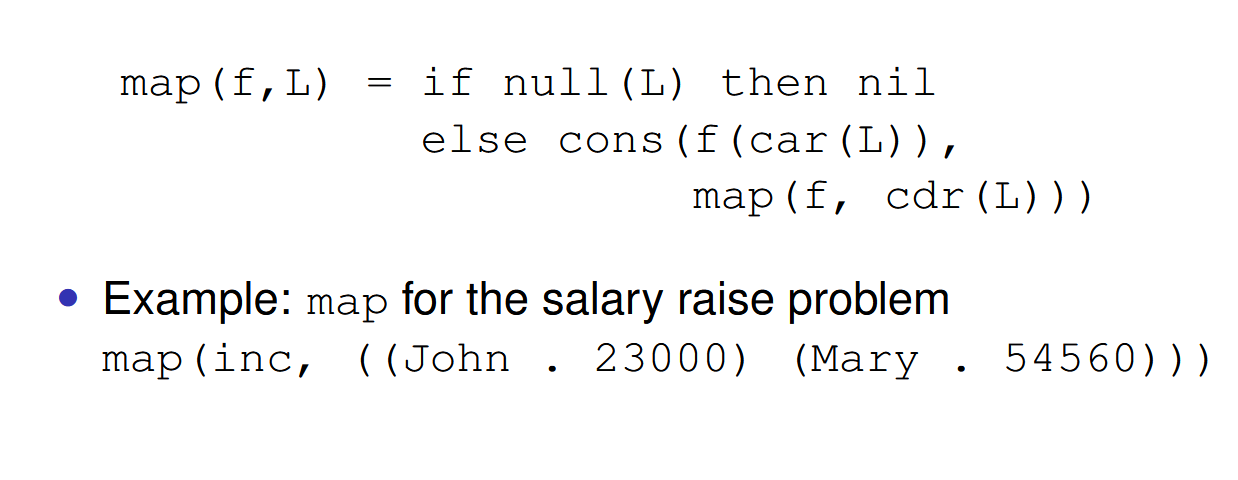 map(f,L) = if null(L) then nil
else cons(f(car(L)),
map(f, cdr(L)))
• Example: map for the salary raise problem
map(inc, ((John . 23000) (Mary . 54560)))